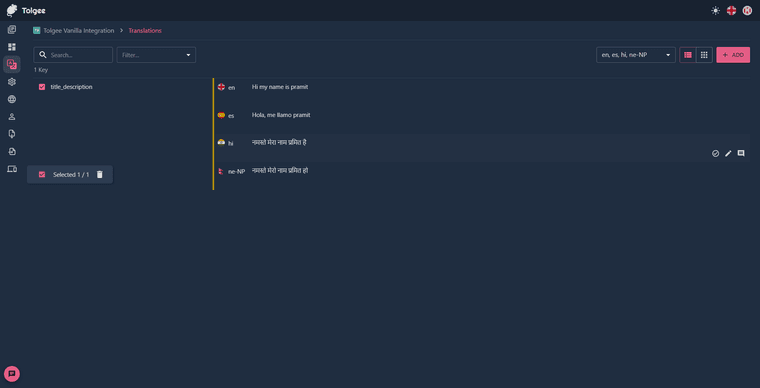 Tolgee
Tolgee Vanilla Integration > Translations
Search...
Filter...
en, es, hi, ne-NP
+ ADD
1 Key
title_description
en Hi my name is pramit
es Hola, me llamo pramit
hi नमस्ते मेरा नाम प्रमित हैं
ne-NP नमस्ते मेरो नाम प्रमित हो
Selected 1 / 1